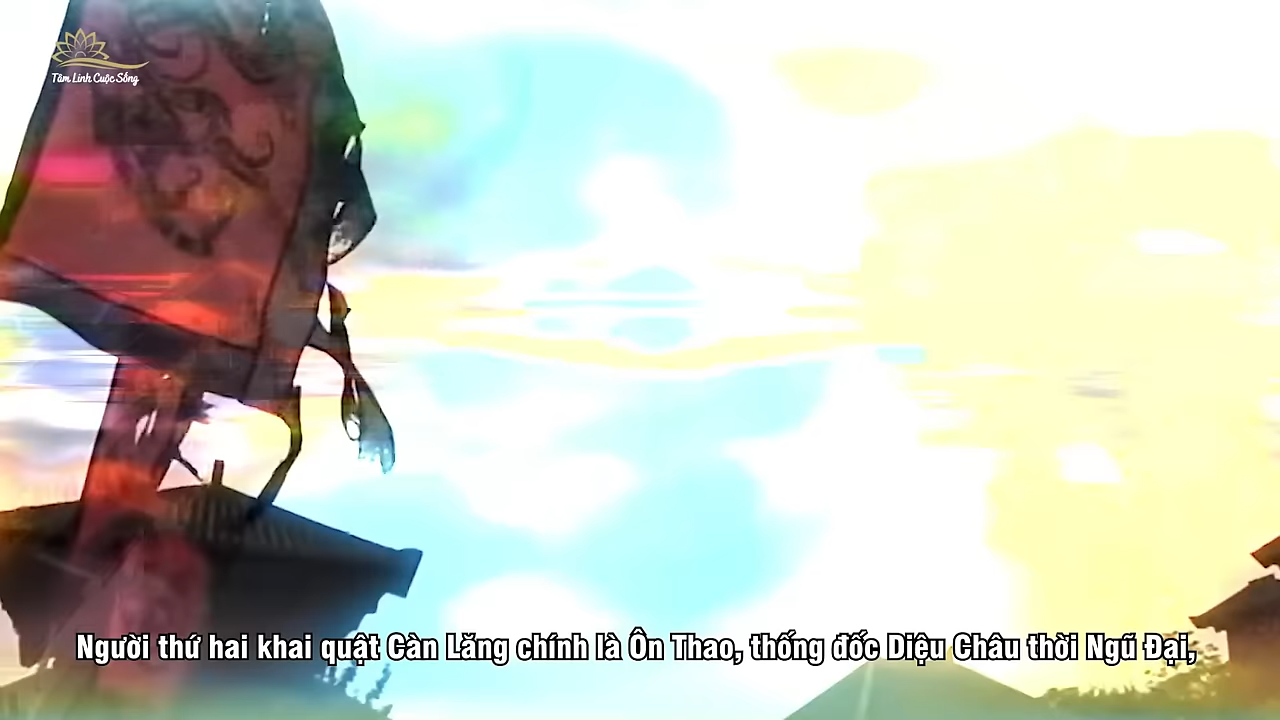 Tâm Linh Cuộc Sống
Người thứ hai khai quật Càn Lăng chính là Ôn Thao, thống đốc Diệu Châu thời Ngũ Đại,